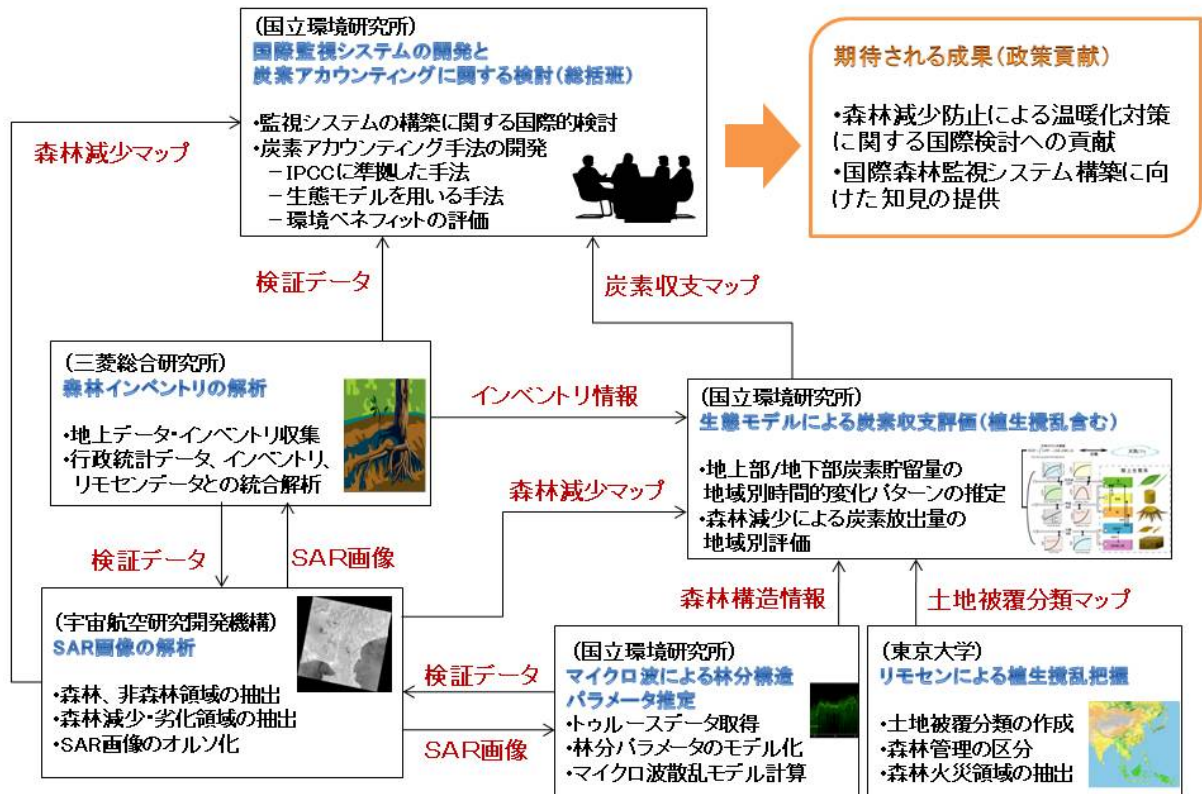 (国立環境研究所)
国際監視システムの開発と
炭素アカウンティングに関する検討(総括班)
・監視システムの構築に関する国際的検討
・炭素アカウンティング手法の開発
－IPCCに準拠した手法
－生態モデルを用いる手法
－環境ベネフィットの評価
期待される成果(政策貢献)
・森林減少防止による温暖化対策
に関する国際検討への貢献
・国際森林監視システム構築に向
けた知見の提供
森林減少マップ
検証データ
炭素収支マップ
(三菱総合研究所)
森林インベントリの解析
・地上データ・インベントリ収集
・行政統計データ、インベントリ、
リモセンデータとの統合解析
インベントリ情報
(国立環境研究所)
生態モデルによる炭素収支評価(植生撹乱含む)
・地上部/地下部炭素貯留量の
地域別時間的変化パターンの推定
・森林減少による炭素放出量の
地域別評価
森林減少マップ
検証データ
SAR画像
森林構造情報
土地被覆分類マップ
(宇宙航空研究開発機構)
SAR画像の解析
・森林、非森林領域の抽出
・森林減少・劣化領域の抽出
・SAR画像のオルソ化
検証データ
SAR画像
(国立環境研究所)
マイクロ波による林分構造
パラメータ推定
・トゥルースデータ取得
・林分パラメータのモデル化
・マイクロ波散乱モデル計算
(東京大学)
リモセンによる植生撹乱把握
・土地被覆分類の作成
・森林管理の区分
・森林火災領域の抽出